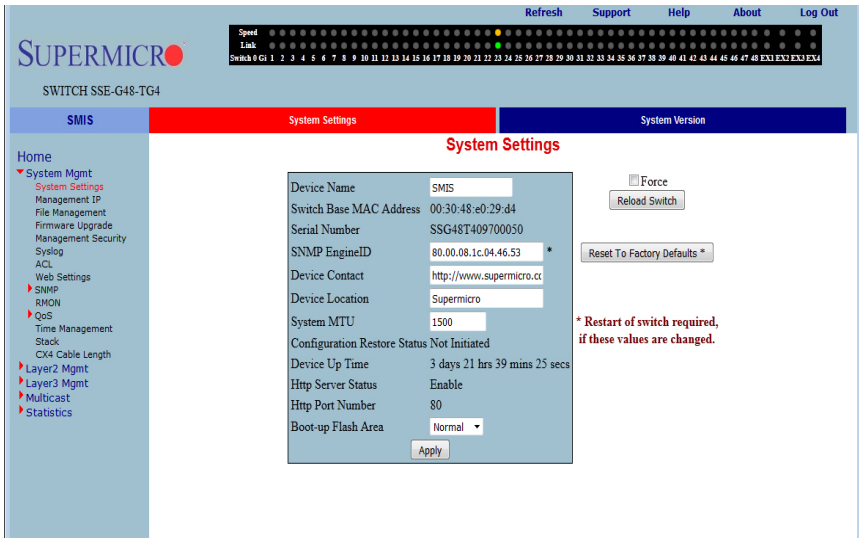 Refresh Support Help About Log Out
Speed
Link
Switch 0 Gi 1 2 3 4 5 6 7 8 9 10 11 12 13 14 15 16 17 18 19 20 21 22 23 24 25 26 27 28 29 30 31 32 33 34 35 36 37 38 39 40 41 42 43 44 45 46 47 48 EX1 EX2 EX3 EX4
SUPERMICRO
SWITCH SSE-G48-TG4
SMIS System Settings System Version
Home
System Mgmt
System Settings
Management IP
File Management
Firmware Upgrade
Management Security
Syslog
ACL
Web Settings
SNMP
RMON
QoS
Time Management
Stack
CX4 Cable Length
Layer2 Mgmt
Layer3 Mgmt
Multicast
Statistics
System Settings
Device Name SMIS
Switch Base MAC Address 00:30:48:e0:29:d4
Serial Number SSG48T409700050
SNMP EngineID 80.00.08.1c.04.46.53 *
Device Contact http://www.supermicro.cc
Device Location Supermicro
System MTU 1500
Configuration Restore Status Not Initiated
Device Up Time 3 days 21 hrs 39 mins 25 secs
Http Server Status Enable
Http Port Number 80
Boot-up Flash Area Normal
Apply
Force
Reload Switch
Reset To Factory Defaults *
* Restart of switch required,
if these values are changed.